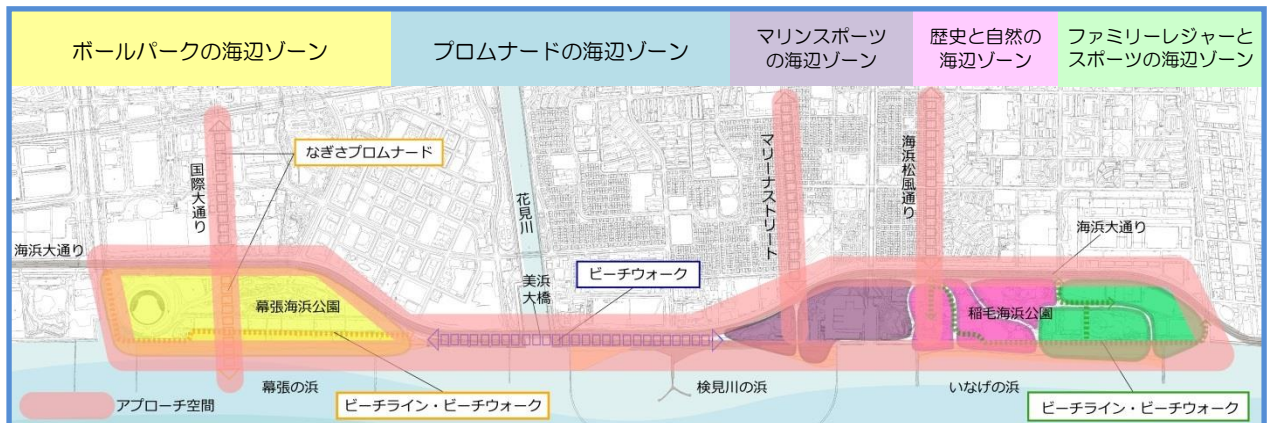 ボールパークの海辺ゾーン
プロムナードの海辺ゾーン
マリンスポーツ
の海辺ゾーン
歴史と自然の
海辺ゾーン
ファミリーレジャーと
スポーツの海辺ゾーン
なぎさプロムナード
国際大通り
花見川
マリーナストリート
海浜松風通り
海浜大通り
海浜大通り
美浜
大橋
ビーチウォーク
幕張海浜公園
稲毛海浜公園
幕張の浜
検見川の浜
いなげの浜
アプローチ空間
ビーチライン・ビーチウォーク
ビーチライン・ビーチウォーク